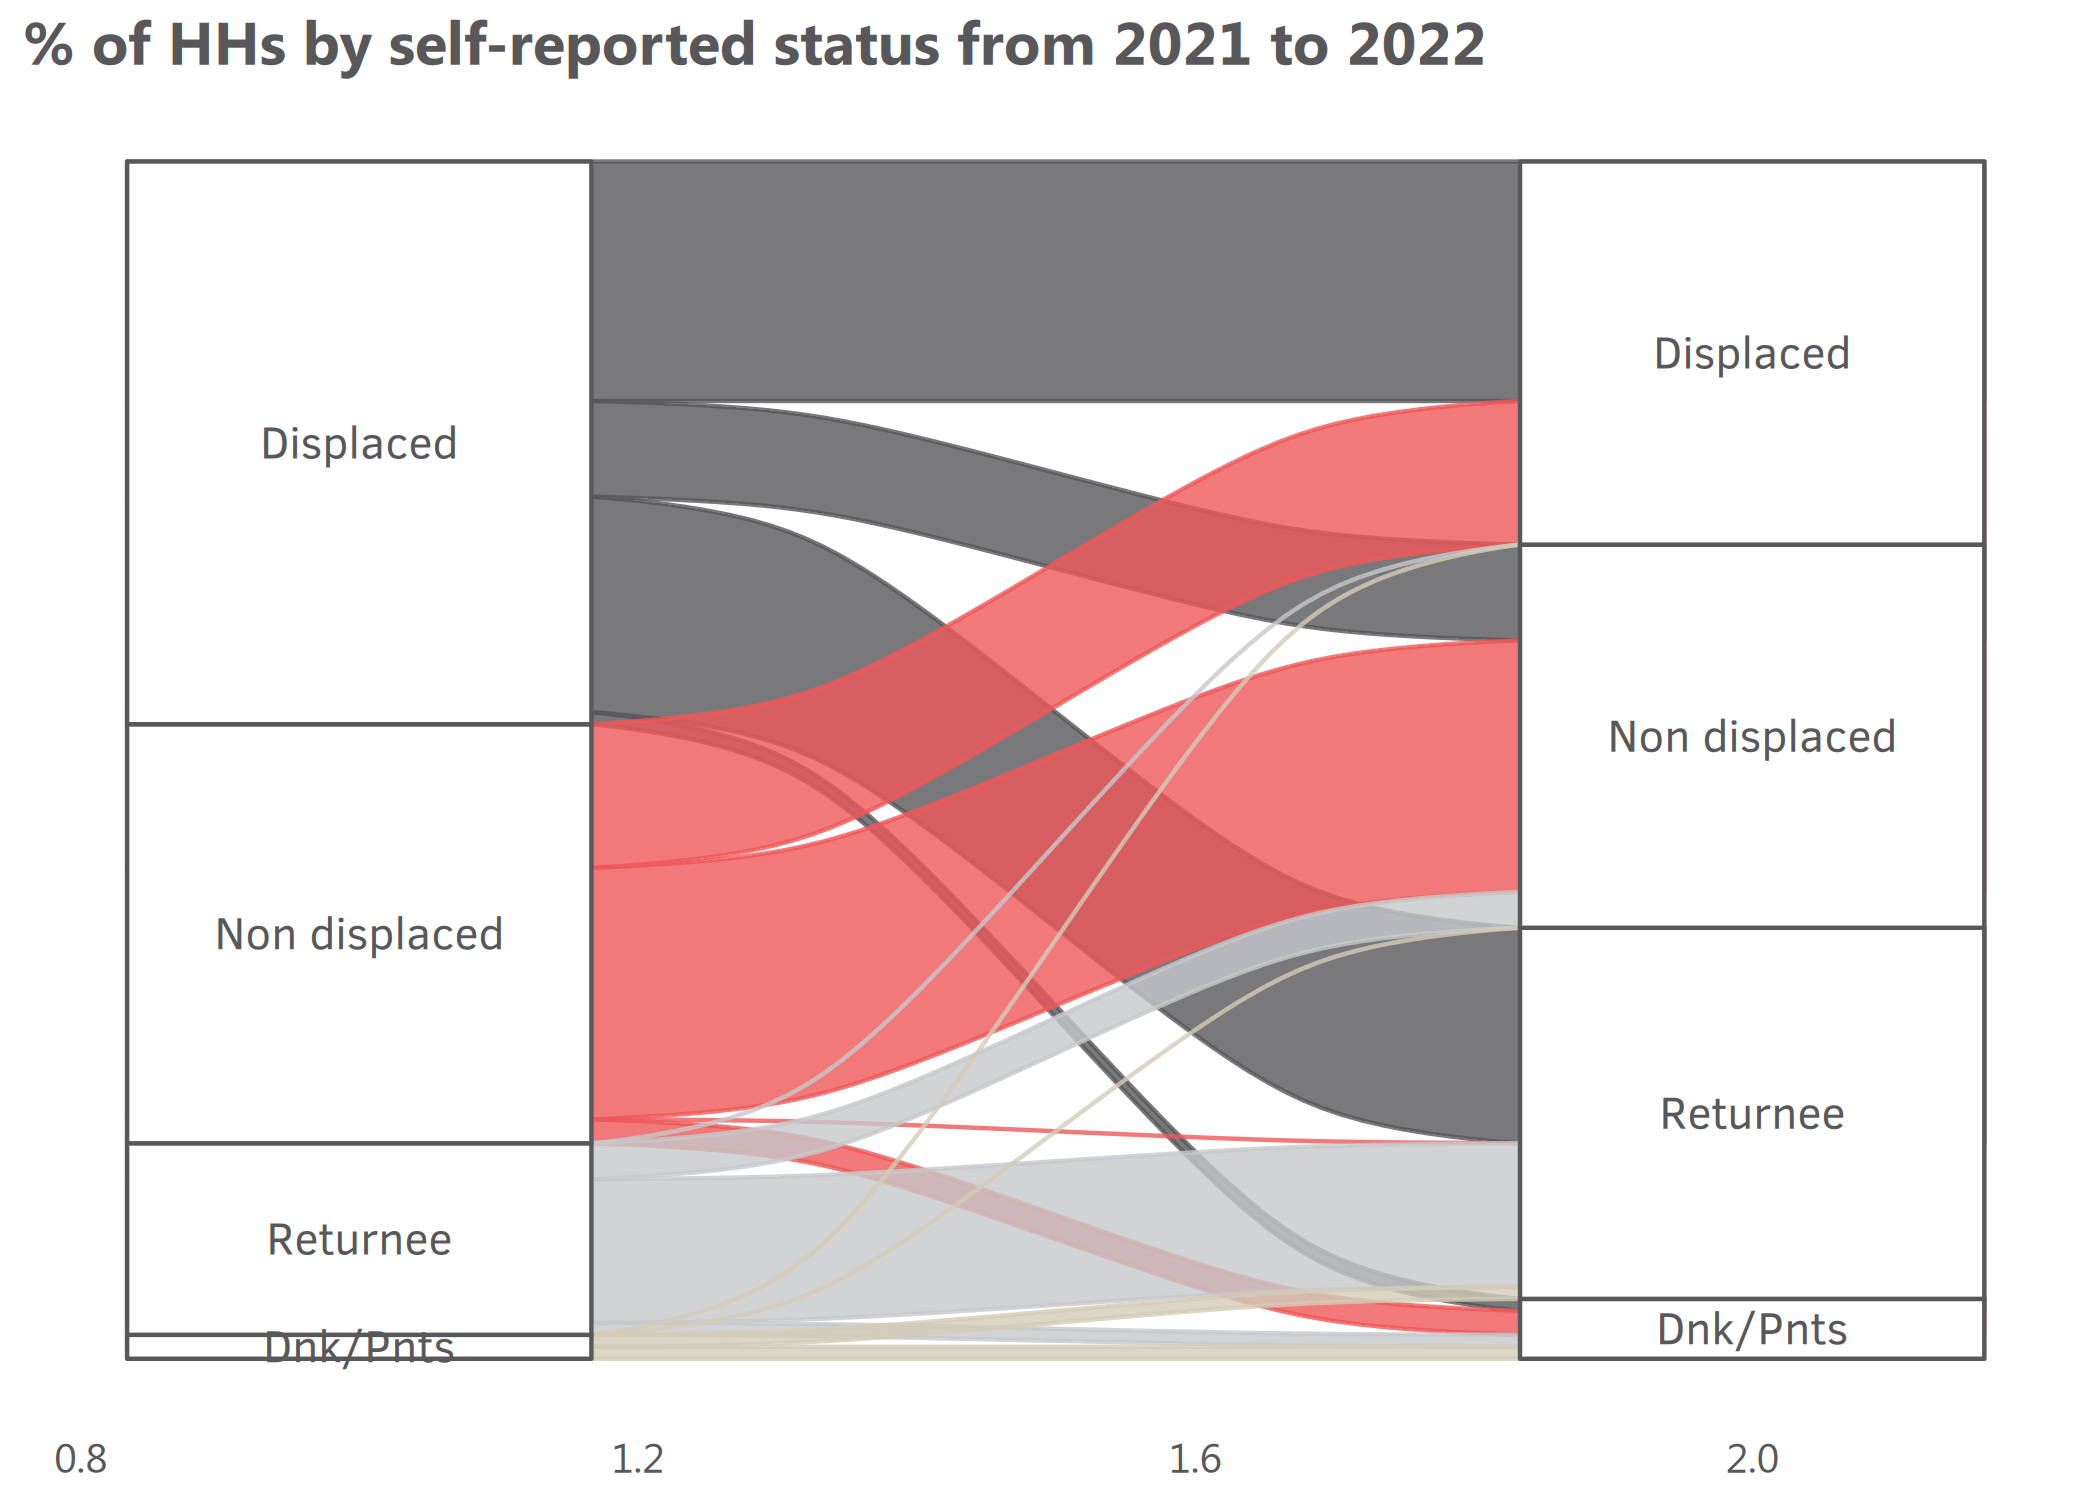 % of HHs by self-reported status from 2021 to 2022
Displaced
Displaced
Non displaced
Non displaced
Returnee
Returnee
Dnk/Pnts
Dnk/Pnts
0.8 1.2 1.6 2.0